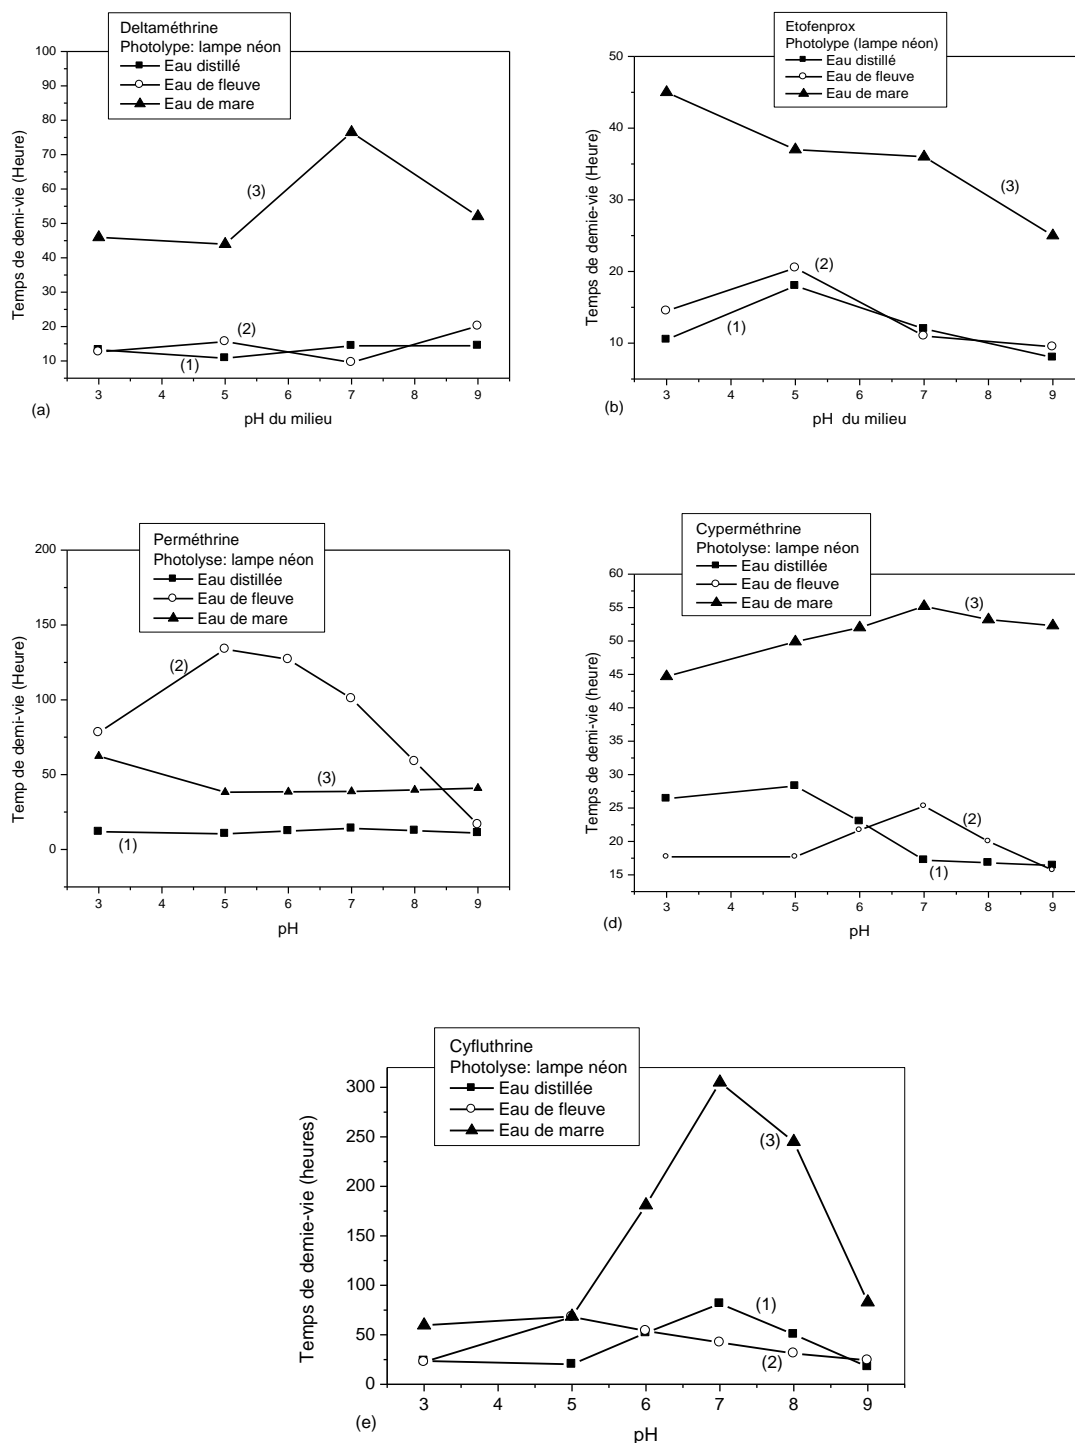 Deltaméthrine
Photolype: lampe néon
Eau distillé
Eau de fleuve
Eau de mare
100
90
80
70
60
50
40
30
20
10
Temps de demi-vie (Heure)
(3)
(2)
(1)
3 4 5 6 7 8 9
(a)
pH du milieu
Etofenprox
Photolype (lampe néon)
Eau distillé
Eau de fleuve
Eau de mare
50
40
30
20
10
Temps de demie-vie (Heure)
(3)
(2)
(1)
3 4 5 6 7 8 9
(b)
pH du milieu
Perméthrine
Photolyse: lampe néon
Eau distillée
Eau de fleuve
Eau de mare
200
150
100
50
0
Temp de demi-vie (Heure)
(2)
(3)
(1)
3 4 5 6 7 8 9
pH
Cyperméthrine
Photolyse: lampe néon
Eau distillée
Eau de fleuve
Eau de mare
60
55
50
45
40
35
30
25
20
15
Temps de demi-vie (heure)
(3)
(2)
(1)
3 4 5 6 7 8 9
(d)
pH
Cyfluthrine
Photolyse: lampe néon
Eau distillée
Eau de fleuve
Eau de marre
300
250
200
150
100
50
0
Temps de demie-vie (heures)
(3)
(1)
(2)
3 4 5 6 7 8 9
(e)
pH